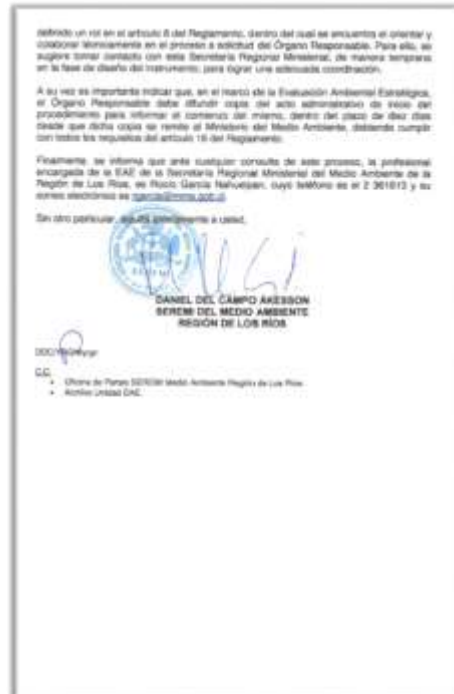 definido un rol en el artículo 8 del Reglamento, dentro del cual se encuentra el orientar y
colaborar técnicamente en el proceso a solicitud del Órgano Responsable. Para ello, se
sugiere tomar contacto con esta Secretaría Regional Ministerial, de manera temprana
en la fase de diseño del instrumento, para lograr una adecuada coordinación.
A su vez es importante indicar que, en el marco de la Evaluación Ambiental Estratégica,
el Órgano Responsable debe difundir copia del acto administrativo de inicio del
procedimiento para informar el comienzo del mismo, dentro del plazo de diez días
desde que dicha copia se remite al Ministerio del Medio Ambiente, debiendo cumplir
con todos los requisitos del artículo 16 del Reglamento.
Finalmente, se informa que ante cualquier consulta de este proceso, la profesional
encargada de la EAE de la Secretaría Regional Ministerial del Medio Ambiente de la
Región de Los Ríos, es Rocío García Nahuelpán, cuyo teléfono es el 2 361613 y su
correo electrónico es
Sin otro particular, saluda atentamente a usted,
DANIEL DEL CAMPO AKESSON
SEREMI DEL MEDIO AMBIENTE
REGIÓN DE LOS RÍOS
C.C.
Oficina de Partes SEREMI Medio Ambiente Región de Los Ríos.
Archivo Unidad EAE.